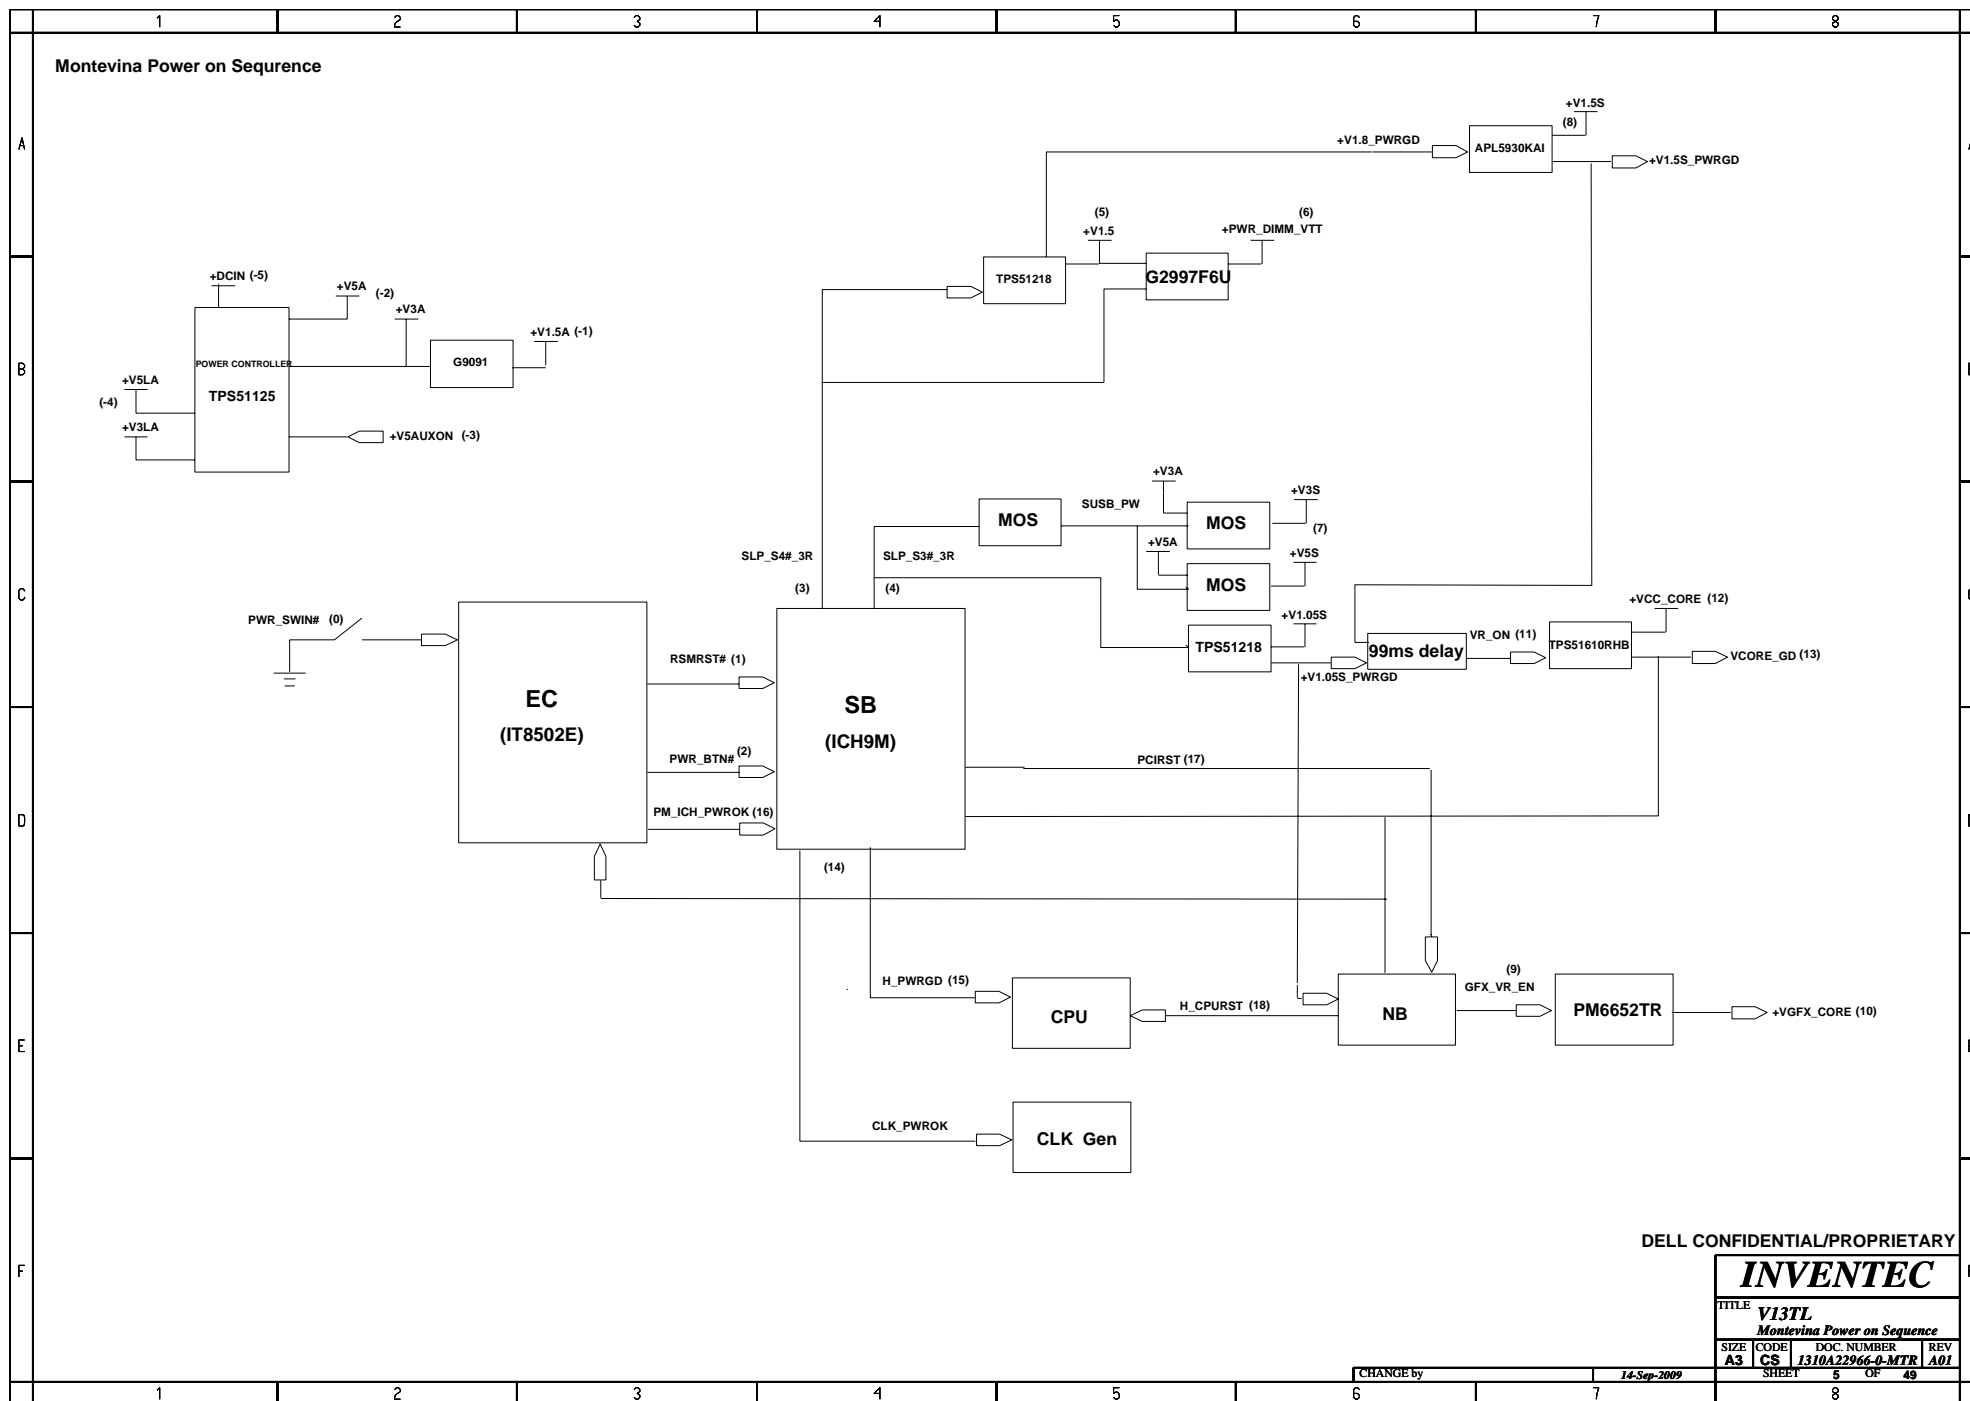 1 2 3 4 5 6 7 8
Montevina Power on Sequrence
A
B
C
D
E
F
+V1.5S
(8)
+V1.8_PWRGD
APL5930KAI
+V1.5S_PWRGD
(5)
+V1.5
(6)
+PWR_DIMM_VTT
TPS51218
G2997F6U
+DCIN (-5)
+V5A (-2)
+V3A
+V1.5A (-1)
POWER CONTROLLER
TPS51125
G9091
+V5LA
(-4)
+V3LA
+V5AUXON (-3)
+V3A
SUSB_PW
MOS
MOS
+V3S
(7)
+V5A
+V5S
MOS
SLP_S4#_3R
(3)
SLP_S3#_3R
(4)
+V1.05S
TPS51218
+V1.05S_PWRGD
99ms delay
VR_ON (11)
TPS51610RHB
+VCC_CORE (12)
VCORE_GD (13)
PWR_SWIN# (0)
EC
(IT8502E)
RSMRST# (1)
PWR_BTN# (2)
PM_ICH_PWROK (16)
SB
(ICH9M)
PCIRST (17)
(14)
H_PWRGD (15)
CPU
H_CPURST (18)
NB
(9)
GFX_VR_EN
PM6652TR
+VGFX_CORE (10)
CLK_PWROK
CLK Gen
DELL CONFIDENTIAL/PROPRIETARY
INVENTEC
TITLE V13TL
Montevina Power on Sequence
SIZE CODE DOC. NUMBER REV
A3 CS 1310A22966-0-MTR A01
CHANGE by 14-Sep-2009 SHEET 5 OF 49
1 2 3 4 5 6 7 8